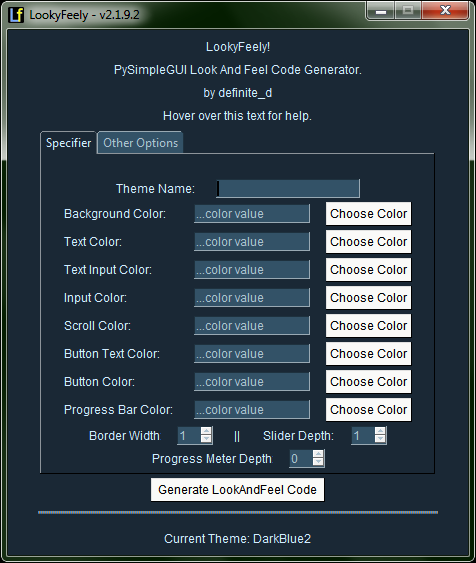 Lf LookyFeely - v2.1.9.2
LookyFeely!
PySimpleGUI Look And Feel Code Generator.
by definite_d
Hover over this text for help.
Specifier Other Options
Theme Name:
Background Color: ...color value Choose Color
Text Color: ...color value Choose Color
Text Input Color: ...color value Choose Color
Input Color: ...color value Choose Color
Scroll Color: ...color value Choose Color
Button Text Color: ...color value Choose Color
Button Color: ...color value Choose Color
Progress Bar Color: ...color value Choose Color
Border Width 1 || Slider Depth: 1
Progress Meter Depth 0
Generate LookAndFeel Code
Current Theme: DarkBlue2